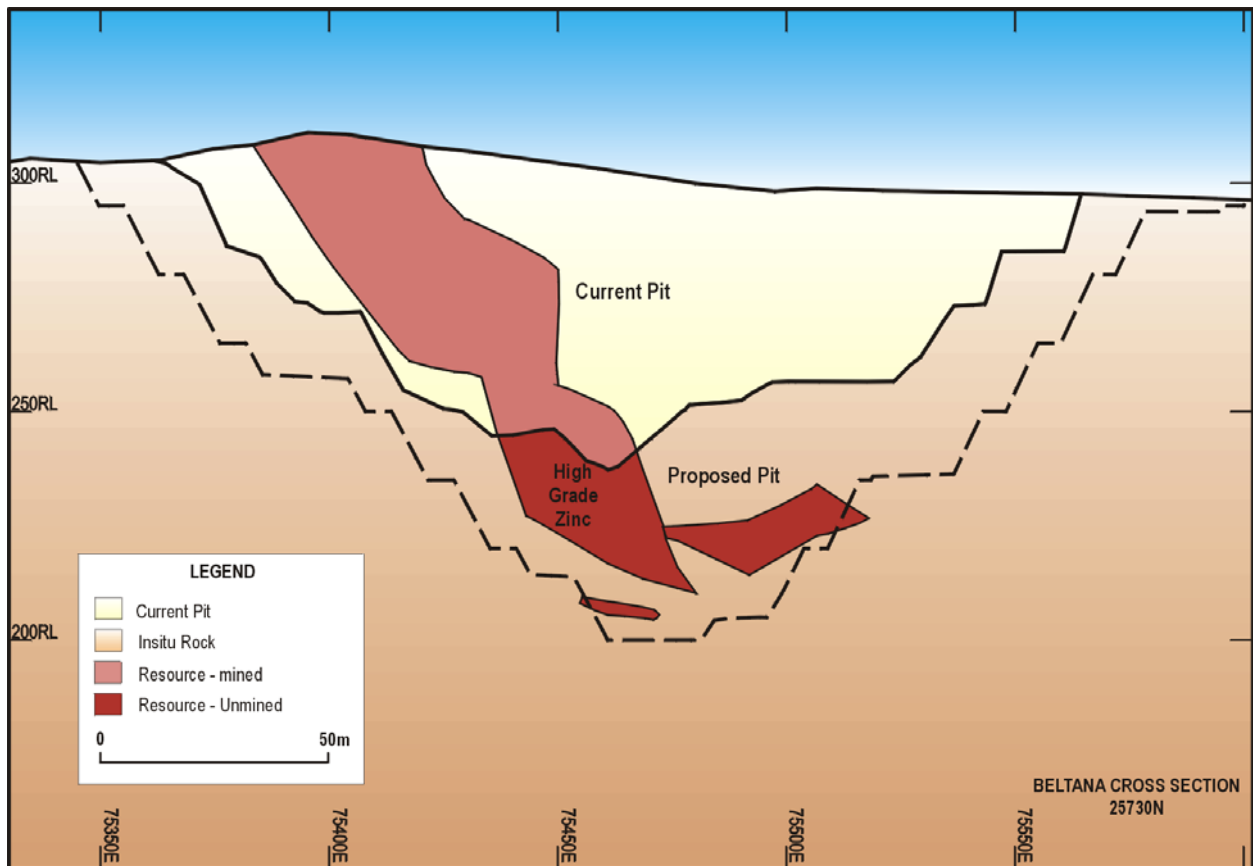 300RL
Current Pit
250RL
High
Grade
Zinc
Proposed Pit
200RL
LEGEND
Current Pit
Insitu Rock
Resource - mined
Resource - Unmined
0 50m
BELTANA CROSS SECTION
25730N
75350E
75400E
75450E
75500E
75550E